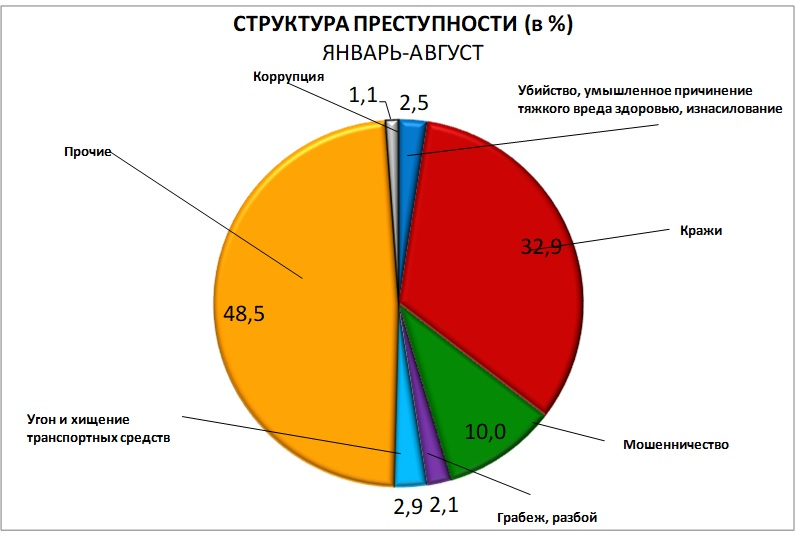 СТРУКТУРА ПРЕСТУПНОСТИ (в %)
ЯНВАРЬ-АВГУСТ
Коррупция
1,1
2,5
Убийство, умышленное причинение
тяжкого вреда здоровью, изнасилование
Прочие
32,9
Кражи
48,5
Угон и хищение
транспортных средств
10,0
Мошенничество
2,9
2,1
Грабеж, разбой